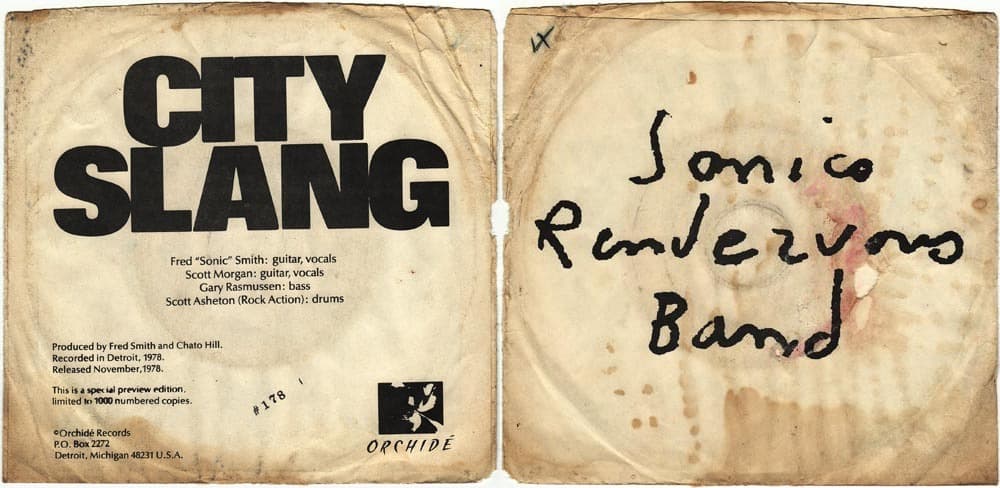 CITY
SLANG
Fred "Sonic" Smith: guitar, vocals
Scott Morgan: guitar, vocals
Gary Rasmussen: bass
Scott Asheton (Rock Action): drums
Produced by Fred Smith and Chato Hill.
Recorded in Detroit, 1978.
Released November, 1978.
This is a special preview edition.
limited to 1000 numbered copies.
#178
©Orchidé Records
P.O. Box 2272
Detroit, Michigan 48231 U.S.A.
ORCHIDÉ
Sonics
Rendezvous
Band